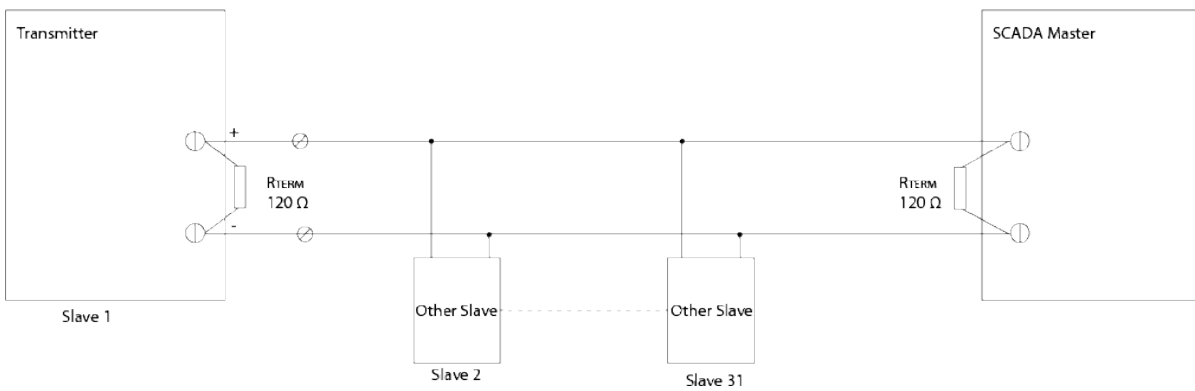 Transmitter
SCADA Master
+
RTERM
120 Ω
RTERM
120 Ω
-
Other Slave
Other Slave
Slave 1
Slave 2
Slave 31